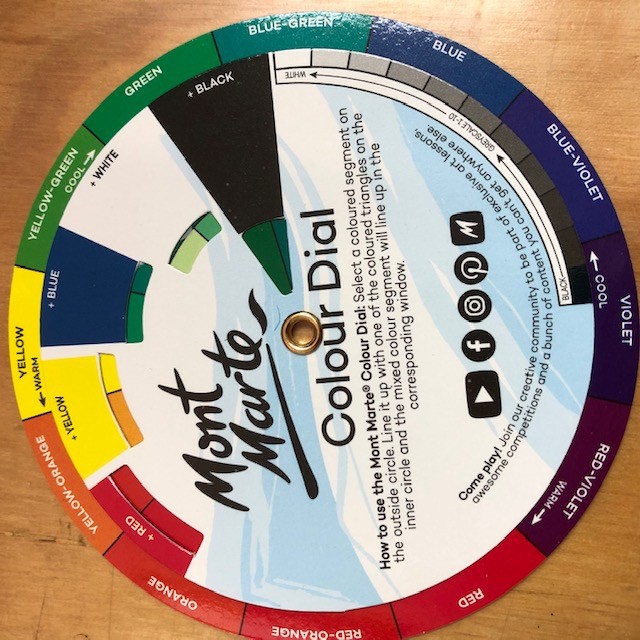 BLUE-GREEN
BLUE
BLUE-VIOLET
← COOL
VIOLET
RED-VIOLET
WARM →
RED
RED-ORANGE
ORANGE
YELLOW-ORANGE
← WARM
YELLOW
YELLOW-GREEN
COOL →
GREEN
+ BLACK
+ WHITE
+ BLUE
+ YELLOW
+ RED
WHITE
GREYSCALE 1-10
BLACK
Mont
Marte
Colour Dial
How to use the Mont Marte® Colour Dial: Select a coloured segment on
the outside circle. Line it up with one of the coloured triangles on the
inner circle and the mixed colour segment will line up in the
corresponding window.
Come play! Join our creative community to be part of exclusive art lessons,
awesome competitions and a bunch of content you can't get anywhere else